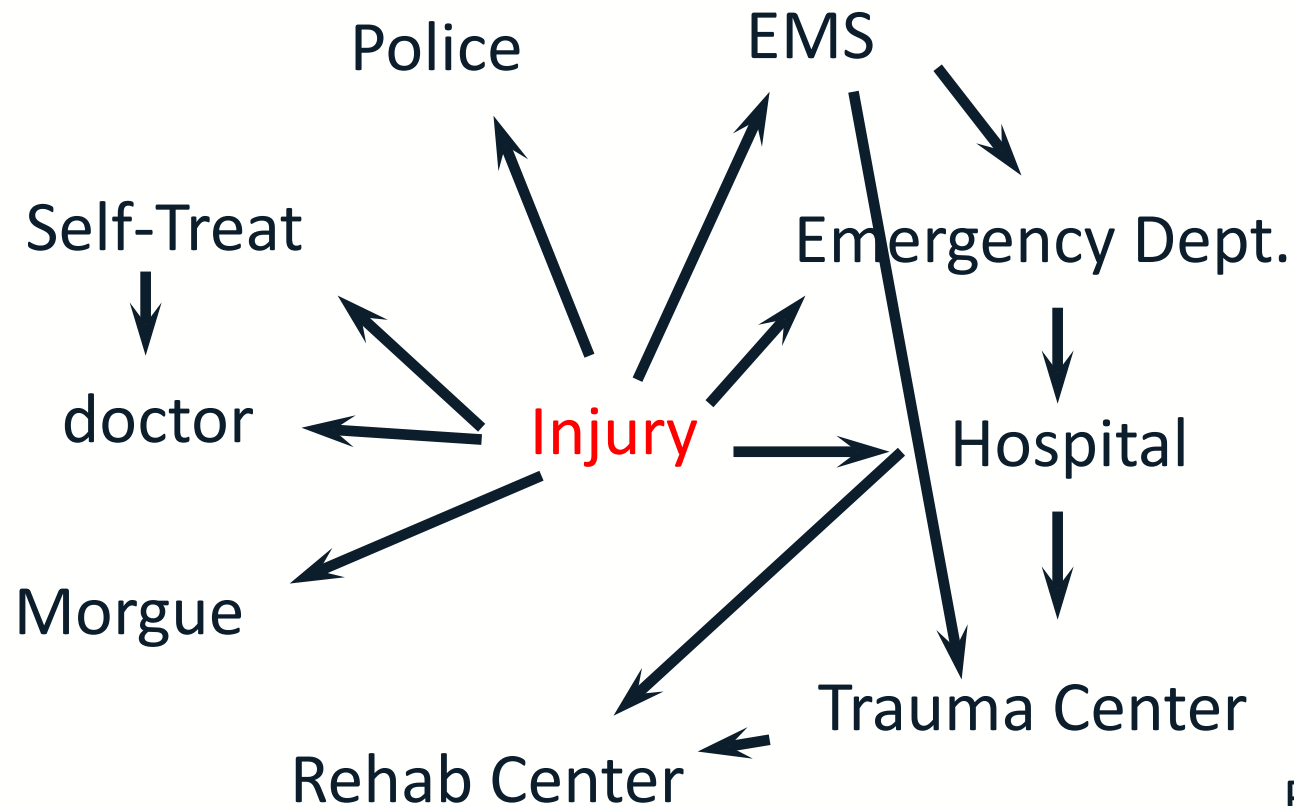 Police
EMS
Self-Treat
Emergency Dept.
doctor
Injury
Hospital
Morgue
Trauma Center
Rehab Center